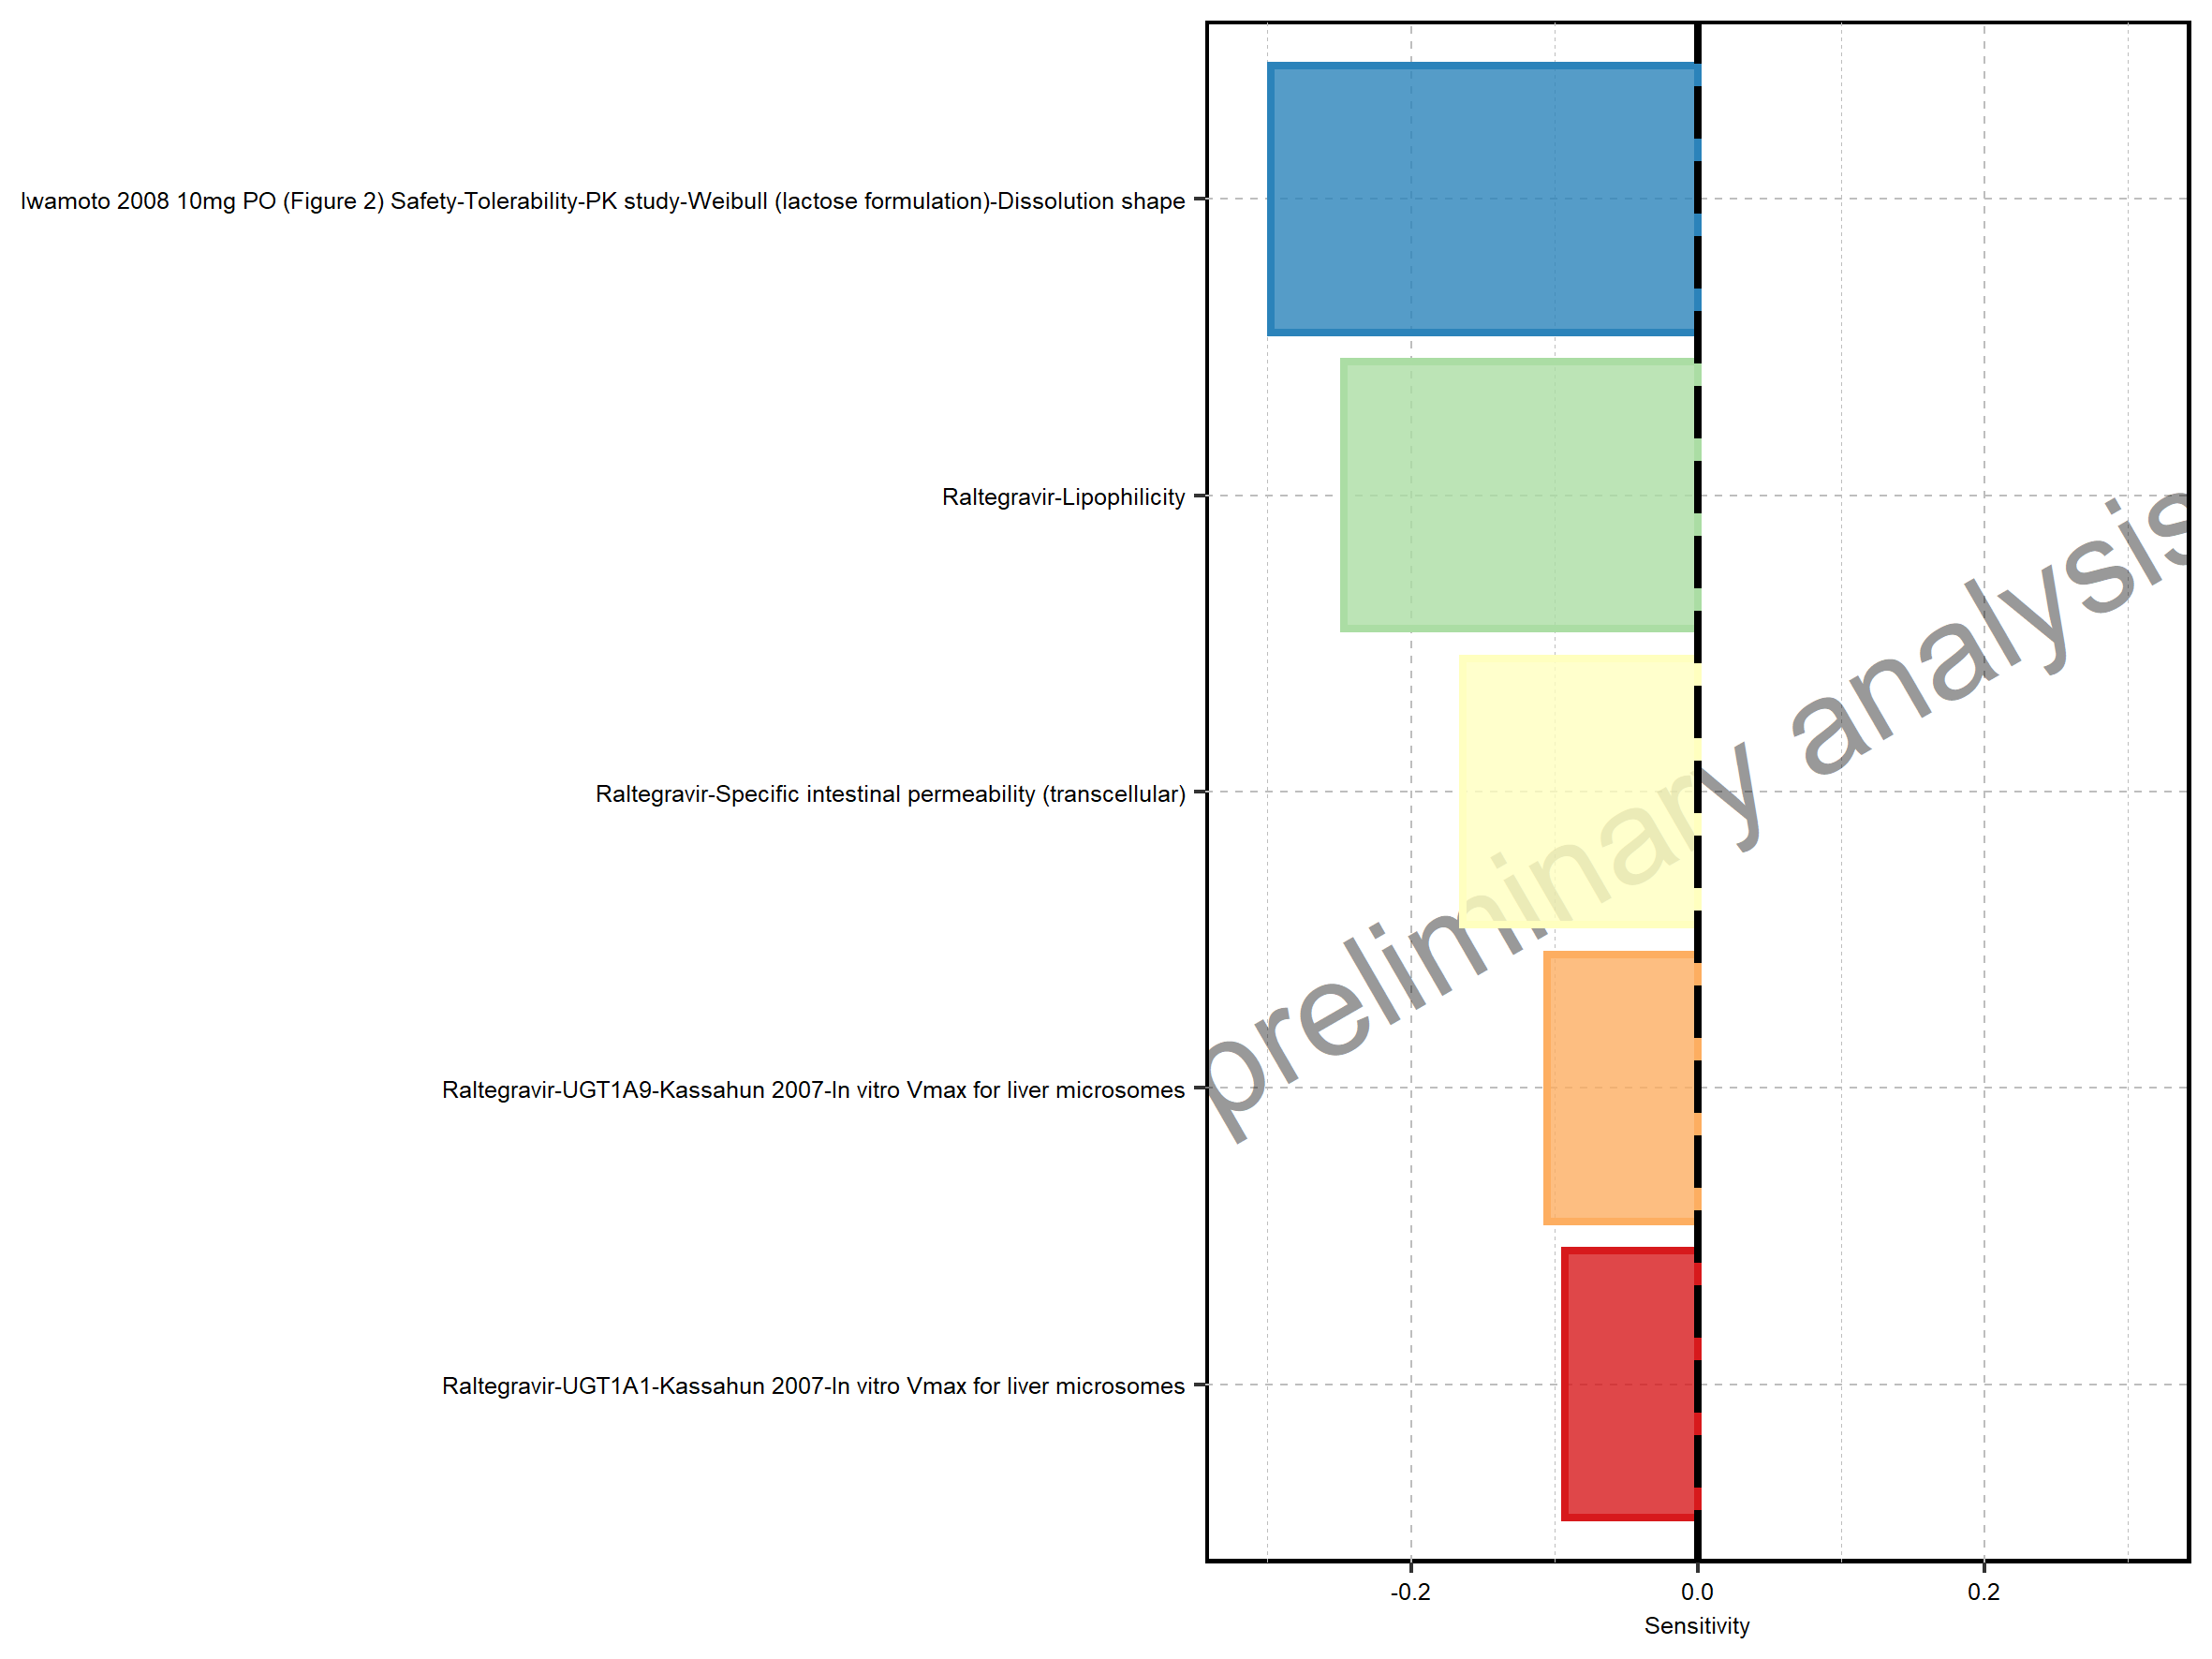 Iwamoto 2008 10mg PO (Figure 2) Safety-Tolerability-PK study-Weibull (lactose formulation)-Dissolution shape
Raltegravir-Lipophilicity
Raltegravir-Specific intestinal permeability (transcellular)
Raltegravir-UGT1A9-Kassahun 2007-In vitro Vmax for liver microsomes
Raltegravir-UGT1A1-Kassahun 2007-In vitro Vmax for liver microsomes
preliminary analysis
-0.2 0.0 0.2
Sensitivity